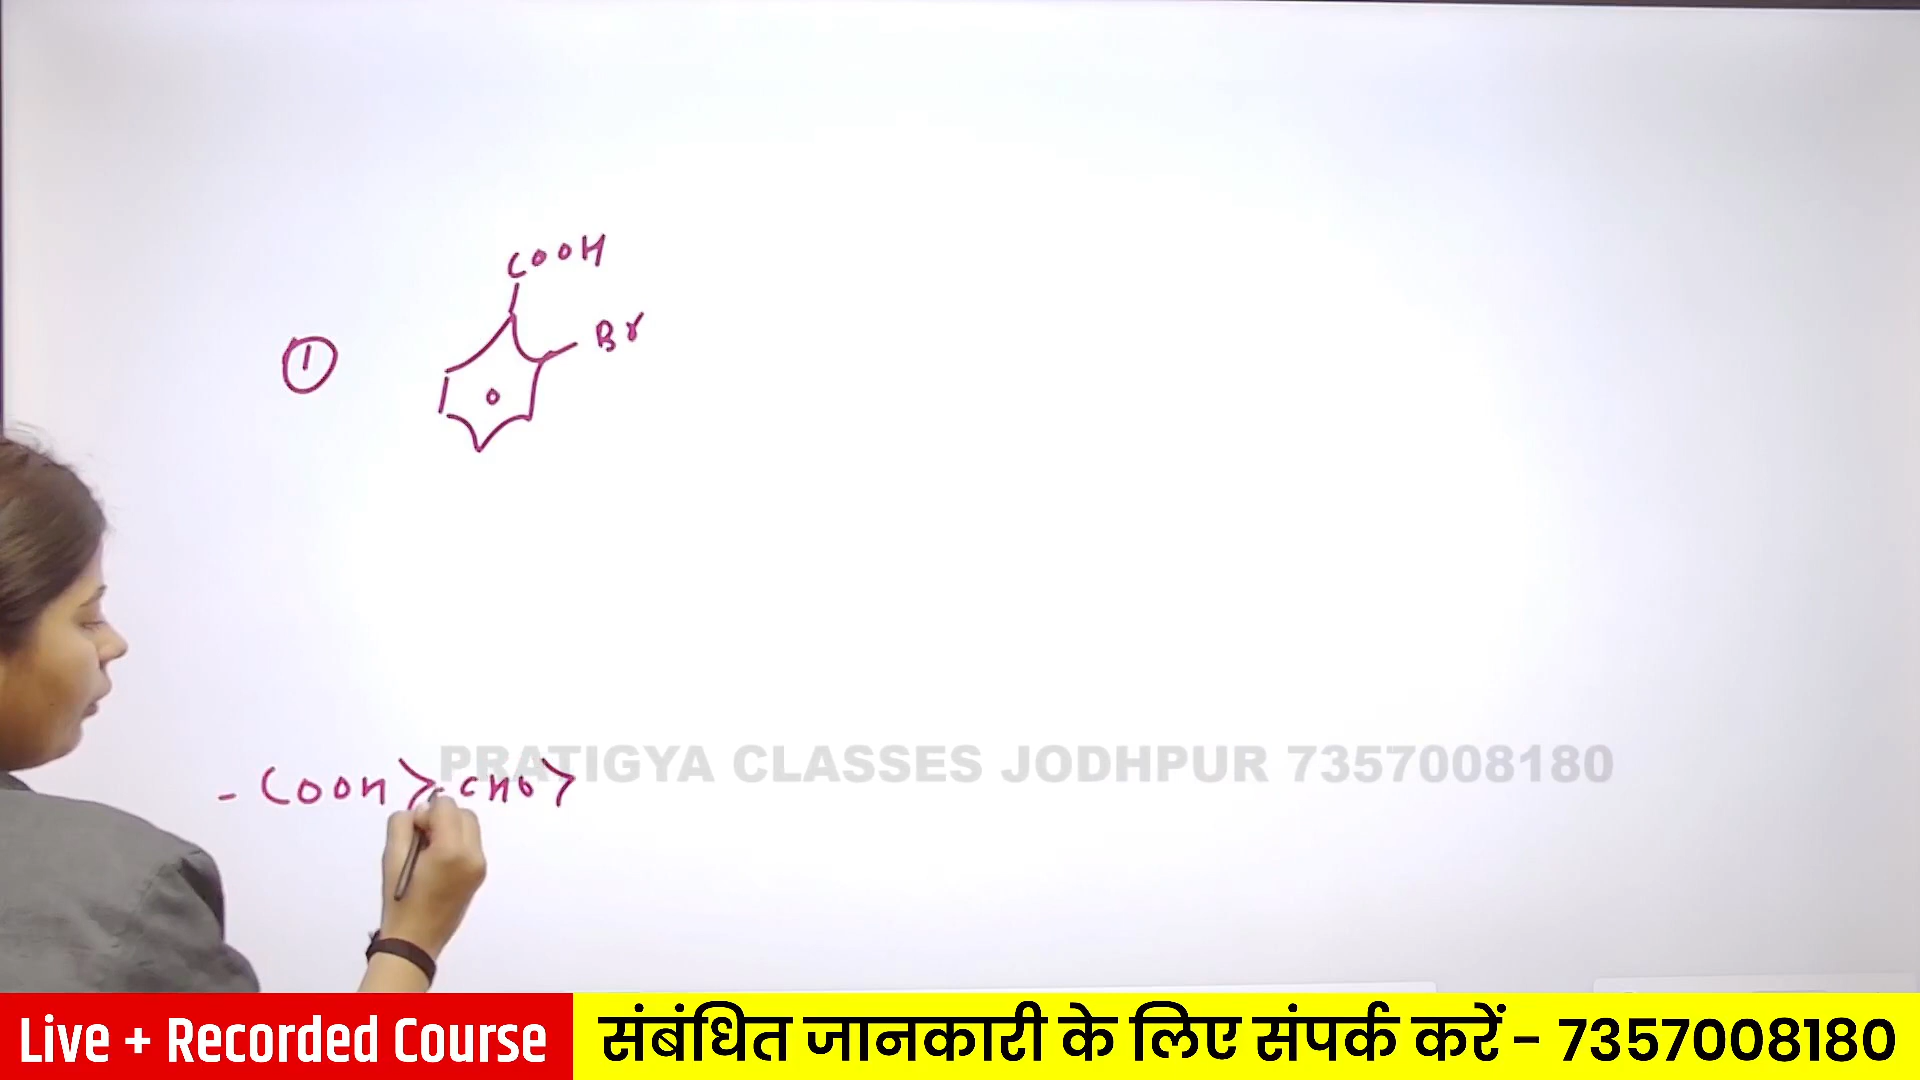 COOH
Br
①
- COOH > - CHO >
PRATIGYA CLASSES JODHPUR 7357008180
Live + Recorded Course
संबंधित जानकारी के लिए संपर्क करें - 7357008180